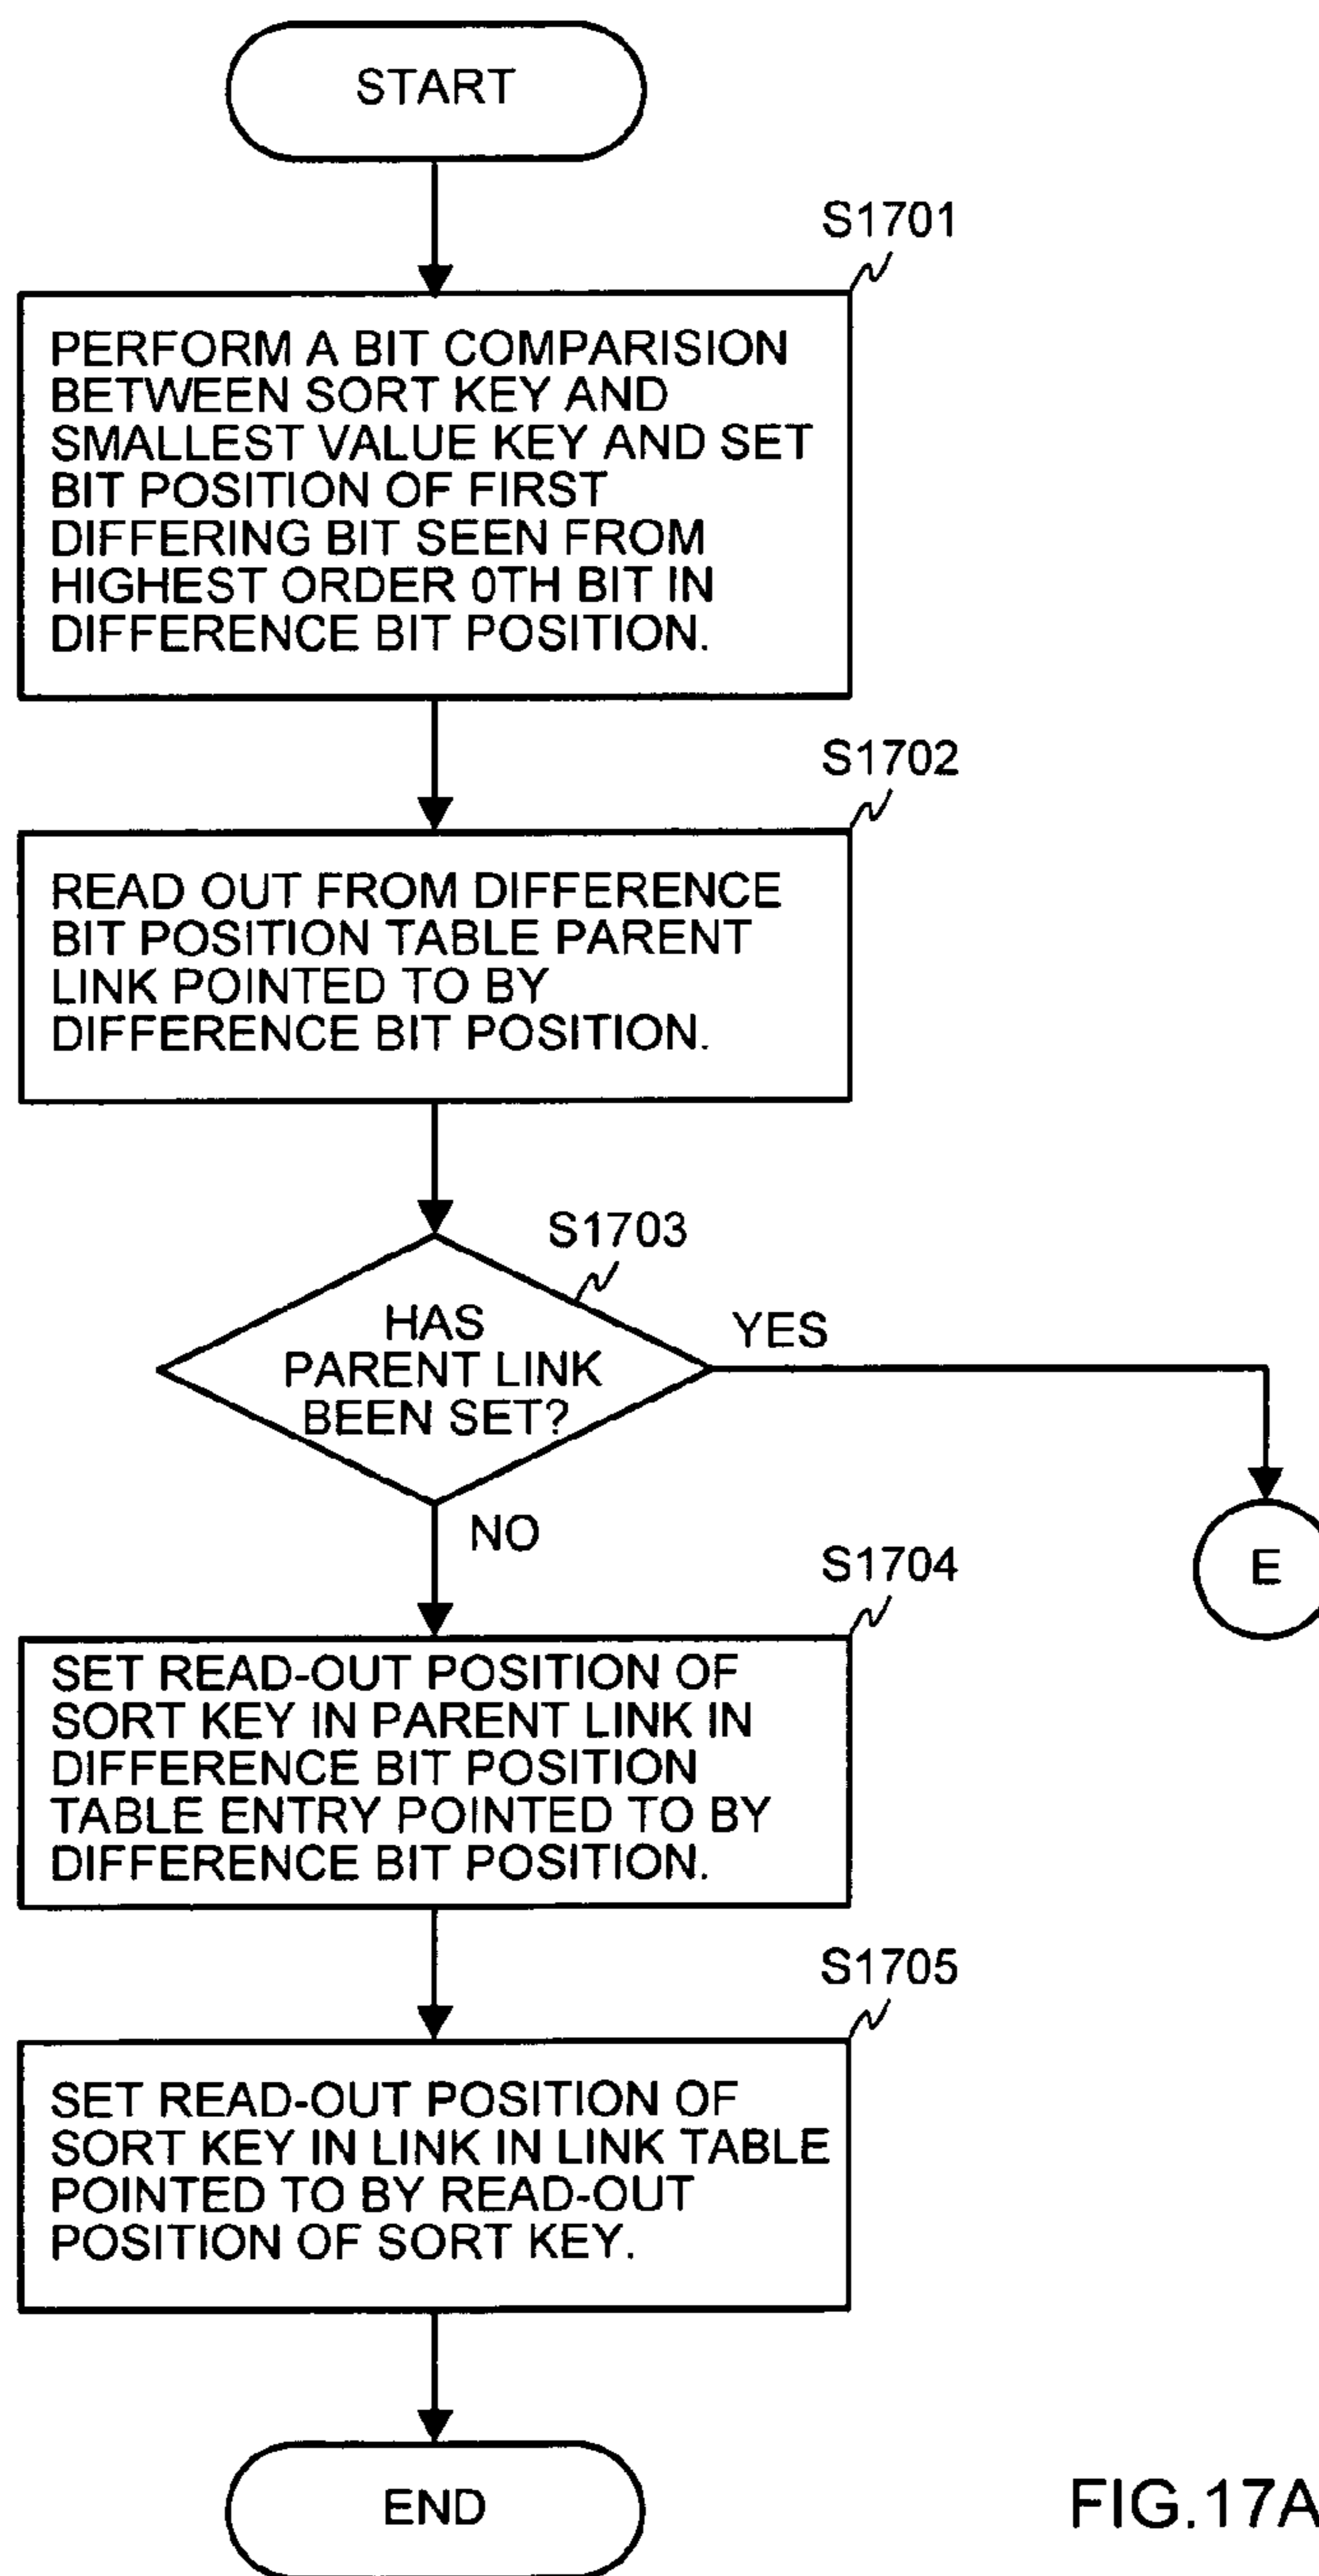 START
S1701
PERFORM A BIT COMPARISION
BETWEEN SORT KEY AND
SMALLEST VALUE KEY AND SET
BIT POSITION OF FIRST
DIFFERING BIT SEEN FROM
HIGHEST ORDER 0TH BIT IN
DIFFERENCE BIT POSITION.
S1702
READ OUT FROM DIFFERENCE
BIT POSITION TABLE PARENT
LINK POINTED TO BY
DIFFERENCE BIT POSITION.
S1703
HAS
PARENT LINK
BEEN SET?
YES
E
NO
S1704
SET READ-OUT POSITION OF
SORT KEY IN PARENT LINK IN
DIFFERENCE BIT POSITION
TABLE ENTRY POINTED TO BY
DIFFERENCE BIT POSITION.
S1705
SET READ-OUT POSITION OF
SORT KEY IN LINK IN LINK TABLE
POINTED TO BY READ-OUT
POSITION OF SORT KEY.
END
FIG.17A